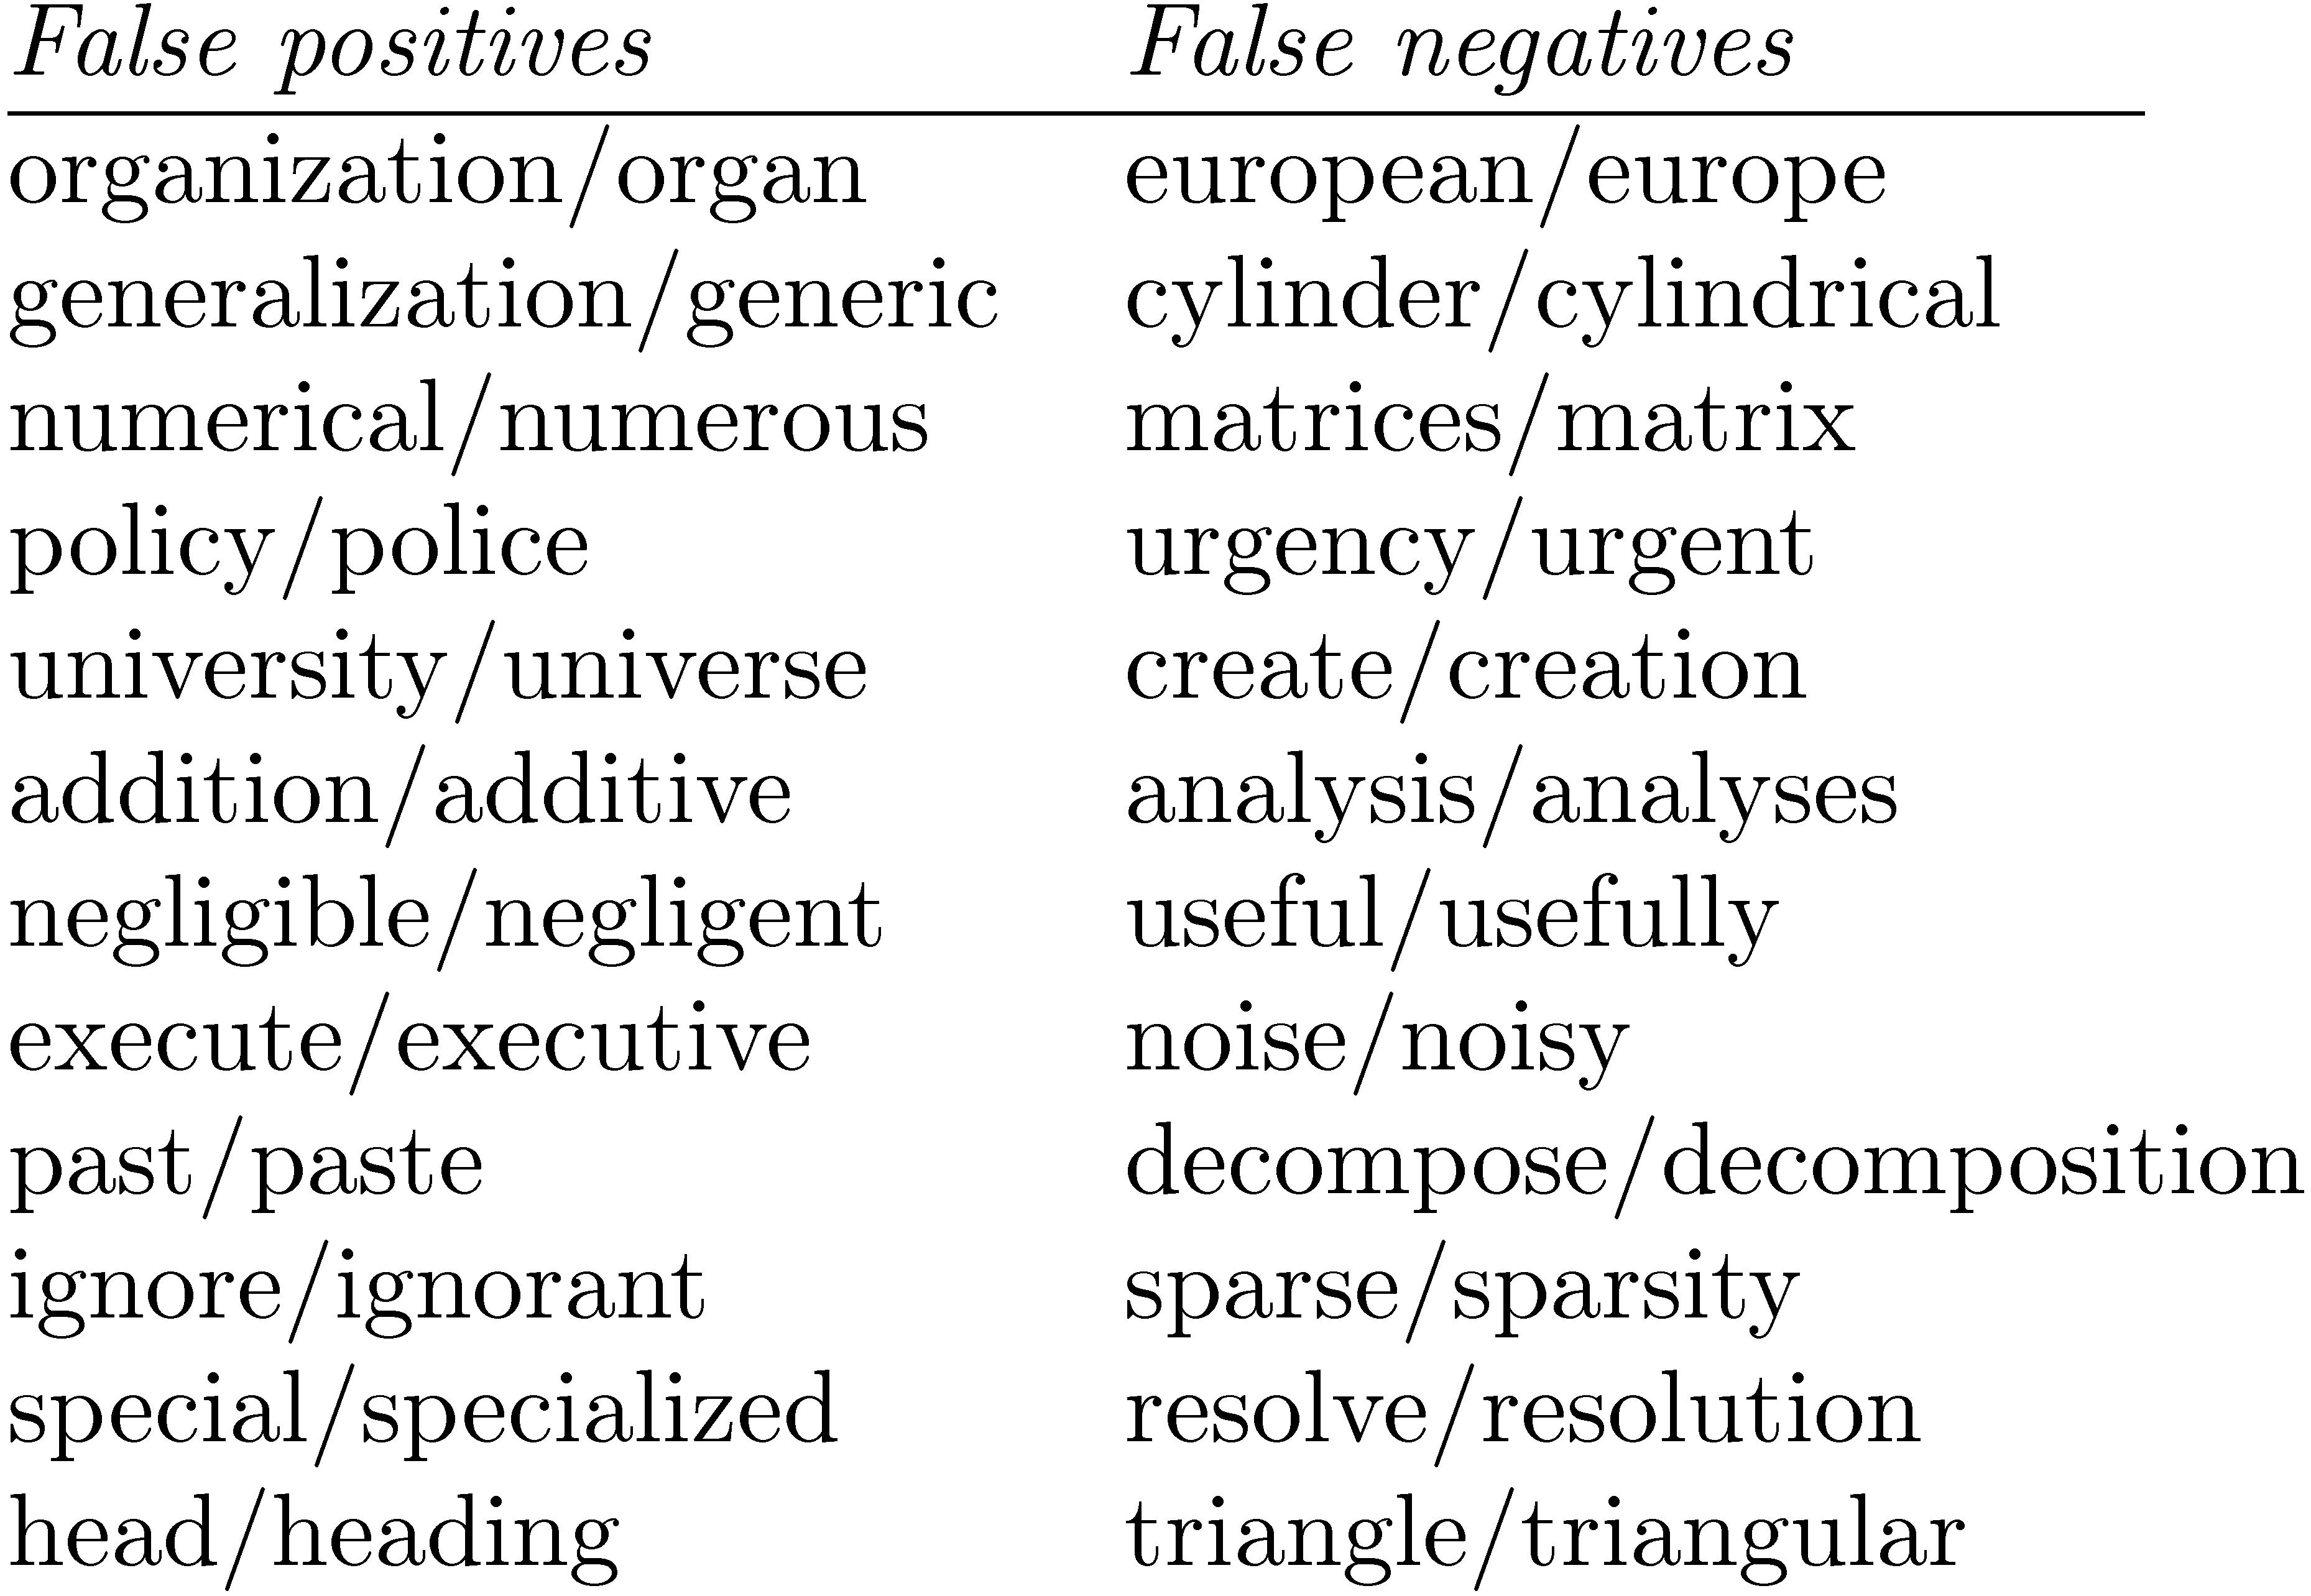 False positives False negatives
organization/organ european/europe
generalization/generic cylinder/cylindrical
numerical/numerous matrices/matrix
policy/police urgency/urgent
university/universe create/creation
addition/additive analysis/analyses
negligible/negligent useful/usefully
execute/executive noise/noisy
past/paste decompose/decomposition
ignore/ignorant sparse/sparsity
special/specialized resolve/resolution
head/heading triangle/triangular